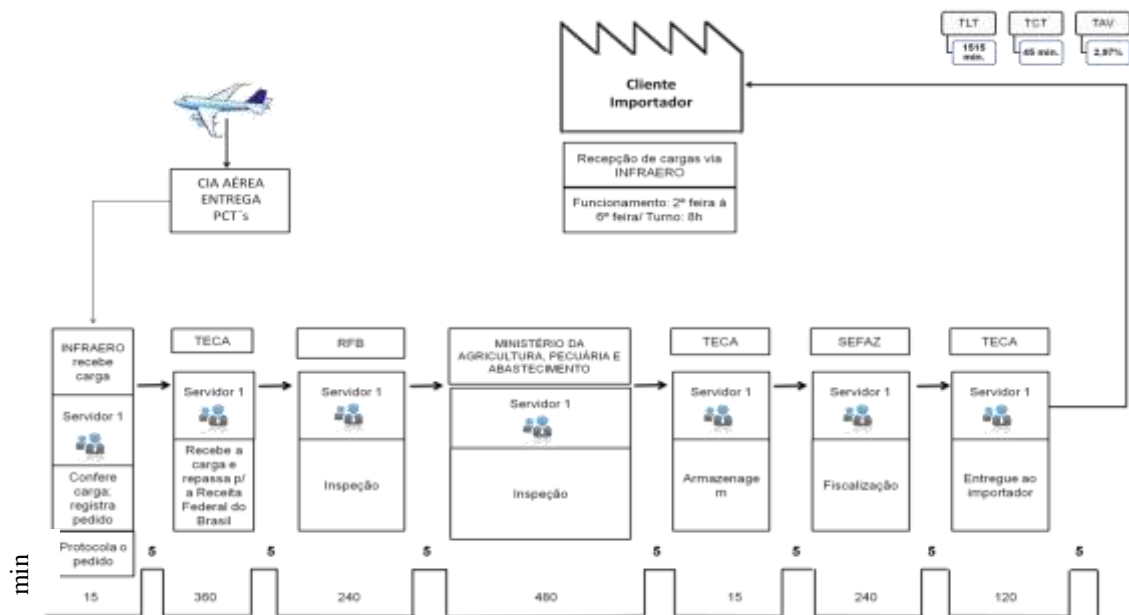 TLT
TCT
TAV
1515
min.
45 min.
2,97%
Cliente
Importador
CIA AÉREA
ENTREGA
PCT´s
Recepção de cargas via
INFRAERO
Funcionamento: 2ª feira á
6ª feira/ Turno: 8h
INFRAERO
recebe
carga
Servidor 1
Confere
carga;
registra
pedido
Protocola o
pedido
TECA
Servidor 1
Recebe a
carga e
repassa p/
a Receita
Federal do
Brasil
RFB
Servidor 1
Inspeção
MINISTÉRIO DA
AGRICULTURA, PECUÁRIA E
ABASTECIMENTO
Servidor 1
Inspeção
TECA
Servidor 1
Armazenage
m
SEFAZ
Servidor 1
Fiscalização
TECA
Servidor 1
Entregue ao
importador
min
5 5 5 5 5 5 5
15 360 240 480 15 240 120